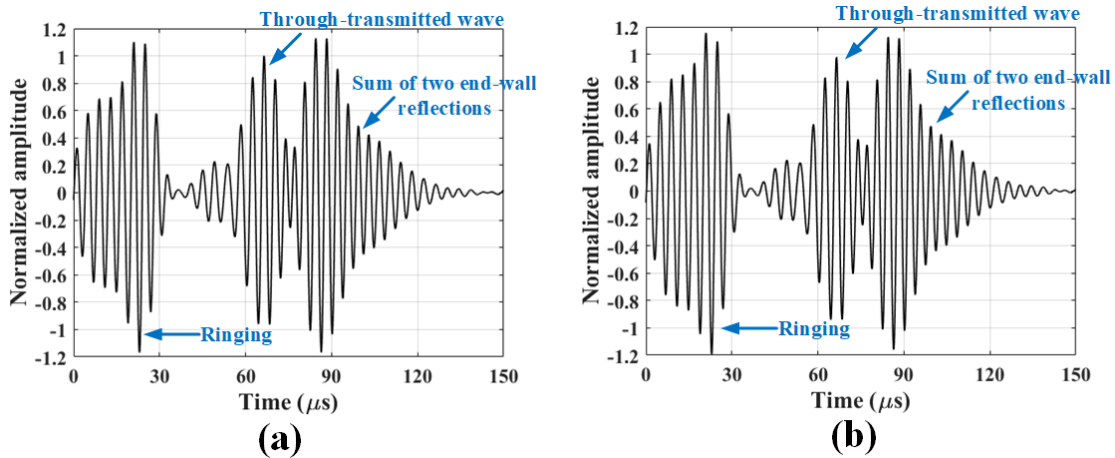 Through-transmitted wave
1.2
1
0.8
0.6
0.4
0.2
0
-0.2
-0.4
-0.6
-0.8
-1
-1.2
Normalized amplitude
Sum of two end-wall
reflections
Ringing
0 30 60 90 120 150
Time (μs)
(a)
Through-transmitted wave
1.2
1
0.8
0.6
0.4
0.2
0
-0.2
-0.4
-0.6
-0.8
-1
-1.2
Normalized amplitude
Sum of two end-wall
reflections
Ringing
0 30 60 90 120 150
Time (μs)
(b)